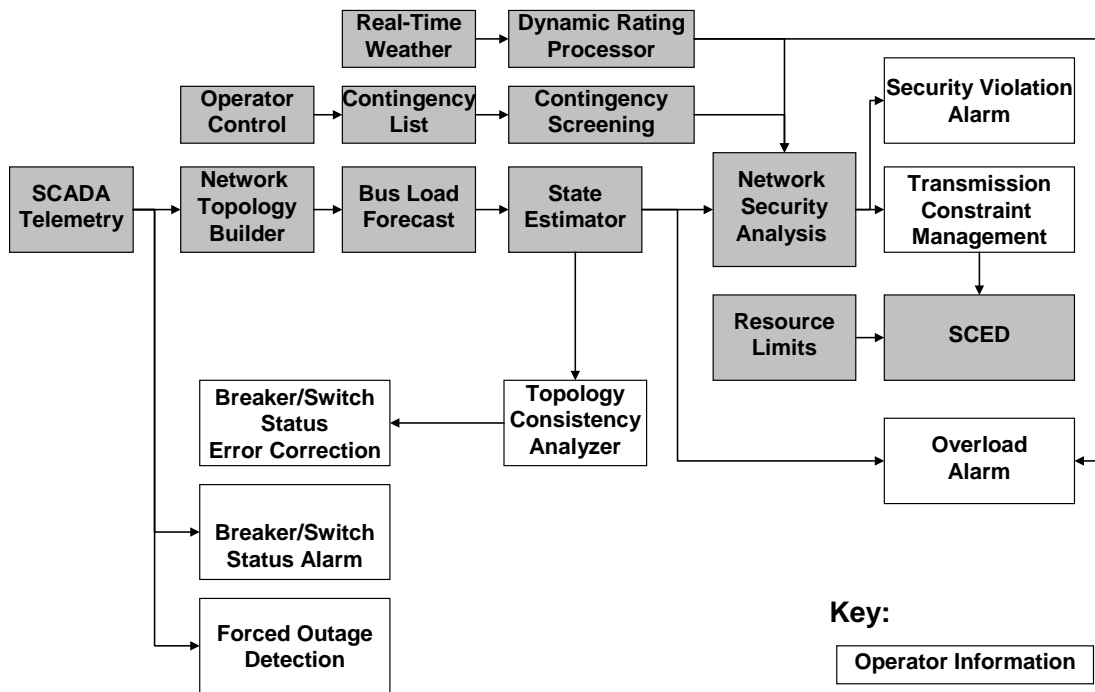 Real-Time
Weather
Dynamic Rating
Processor
Operator
Control
Contingency
List
Contingency
Screening
Security Violation
Alarm
SCADA
Telemetry
Network
Topology
Builder
Bus Load
Forecast
State
Estimator
Network
Security
Analysis
Transmission
Constraint
Management
Resource
Limits
SCED
Breaker/Switch
Status
Error Correction
Topology
Consistency
Analyzer
Overload
Alarm
Breaker/Switch
Status Alarm
Forced Outage
Detection
Key:
Operator Information